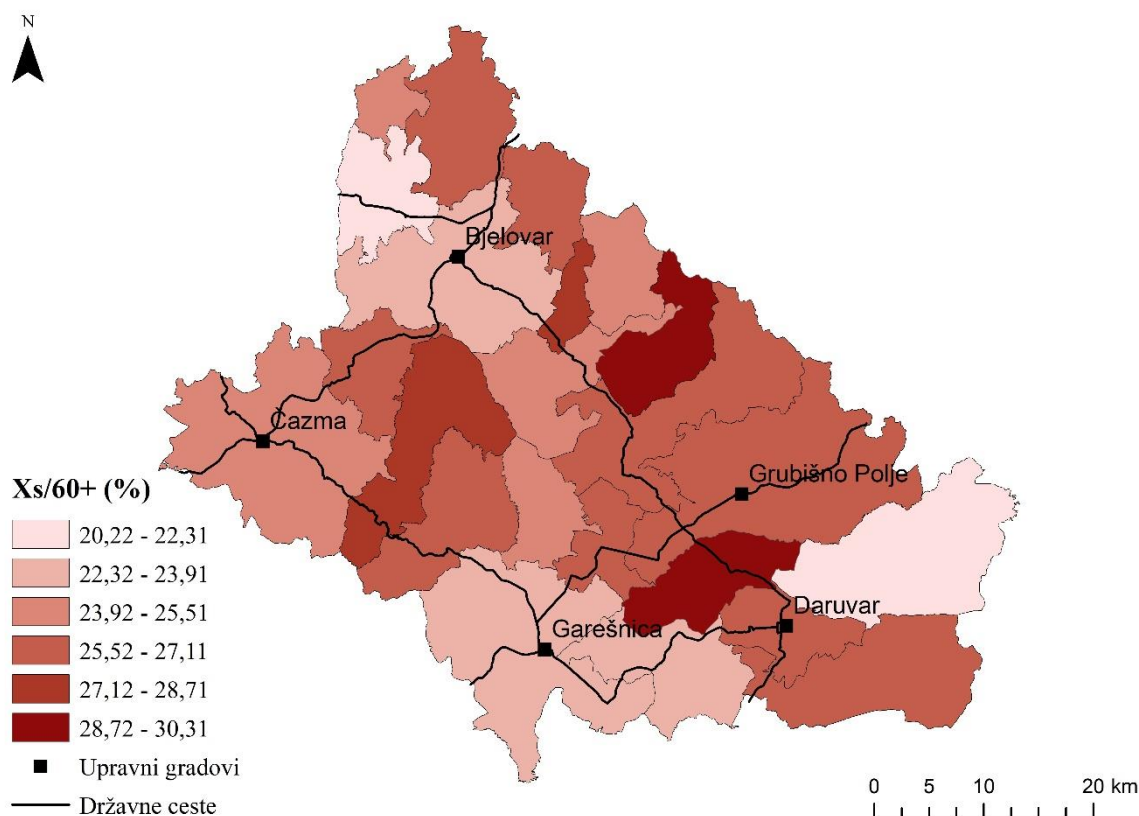 N
Bjelovar
Čazma
Grubišno Polje
Daruvar
Garešnica
Xs/60+ (%)
20,22 - 22,31
22,32 - 23,91
23,92 - 25,51
25,52 - 27,11
27,12 - 28,71
28,72 - 30,31
Upravni gradovi
Državne ceste
0 5 10 20 km